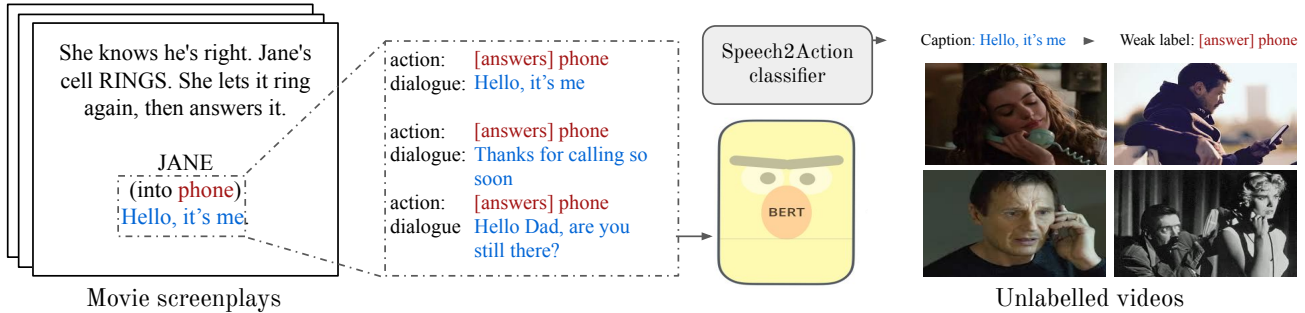 She knows he's right. Jane's
cell RINGS. She lets it ring
again, then answers it.
JANE
(into phone)
Hello, it's me.
Movie screenplays
action: [answers] phone
dialogue: Hello, it's me
action: [answers] phone
dialogue: Thanks for calling so
soon
action: [answers] phone
dialogue Hello Dad, are you
still there?
Speech2Action
classifier
BERT
Caption: Hello, it's me
Weak label: [answer] phone
Unlabelled videos